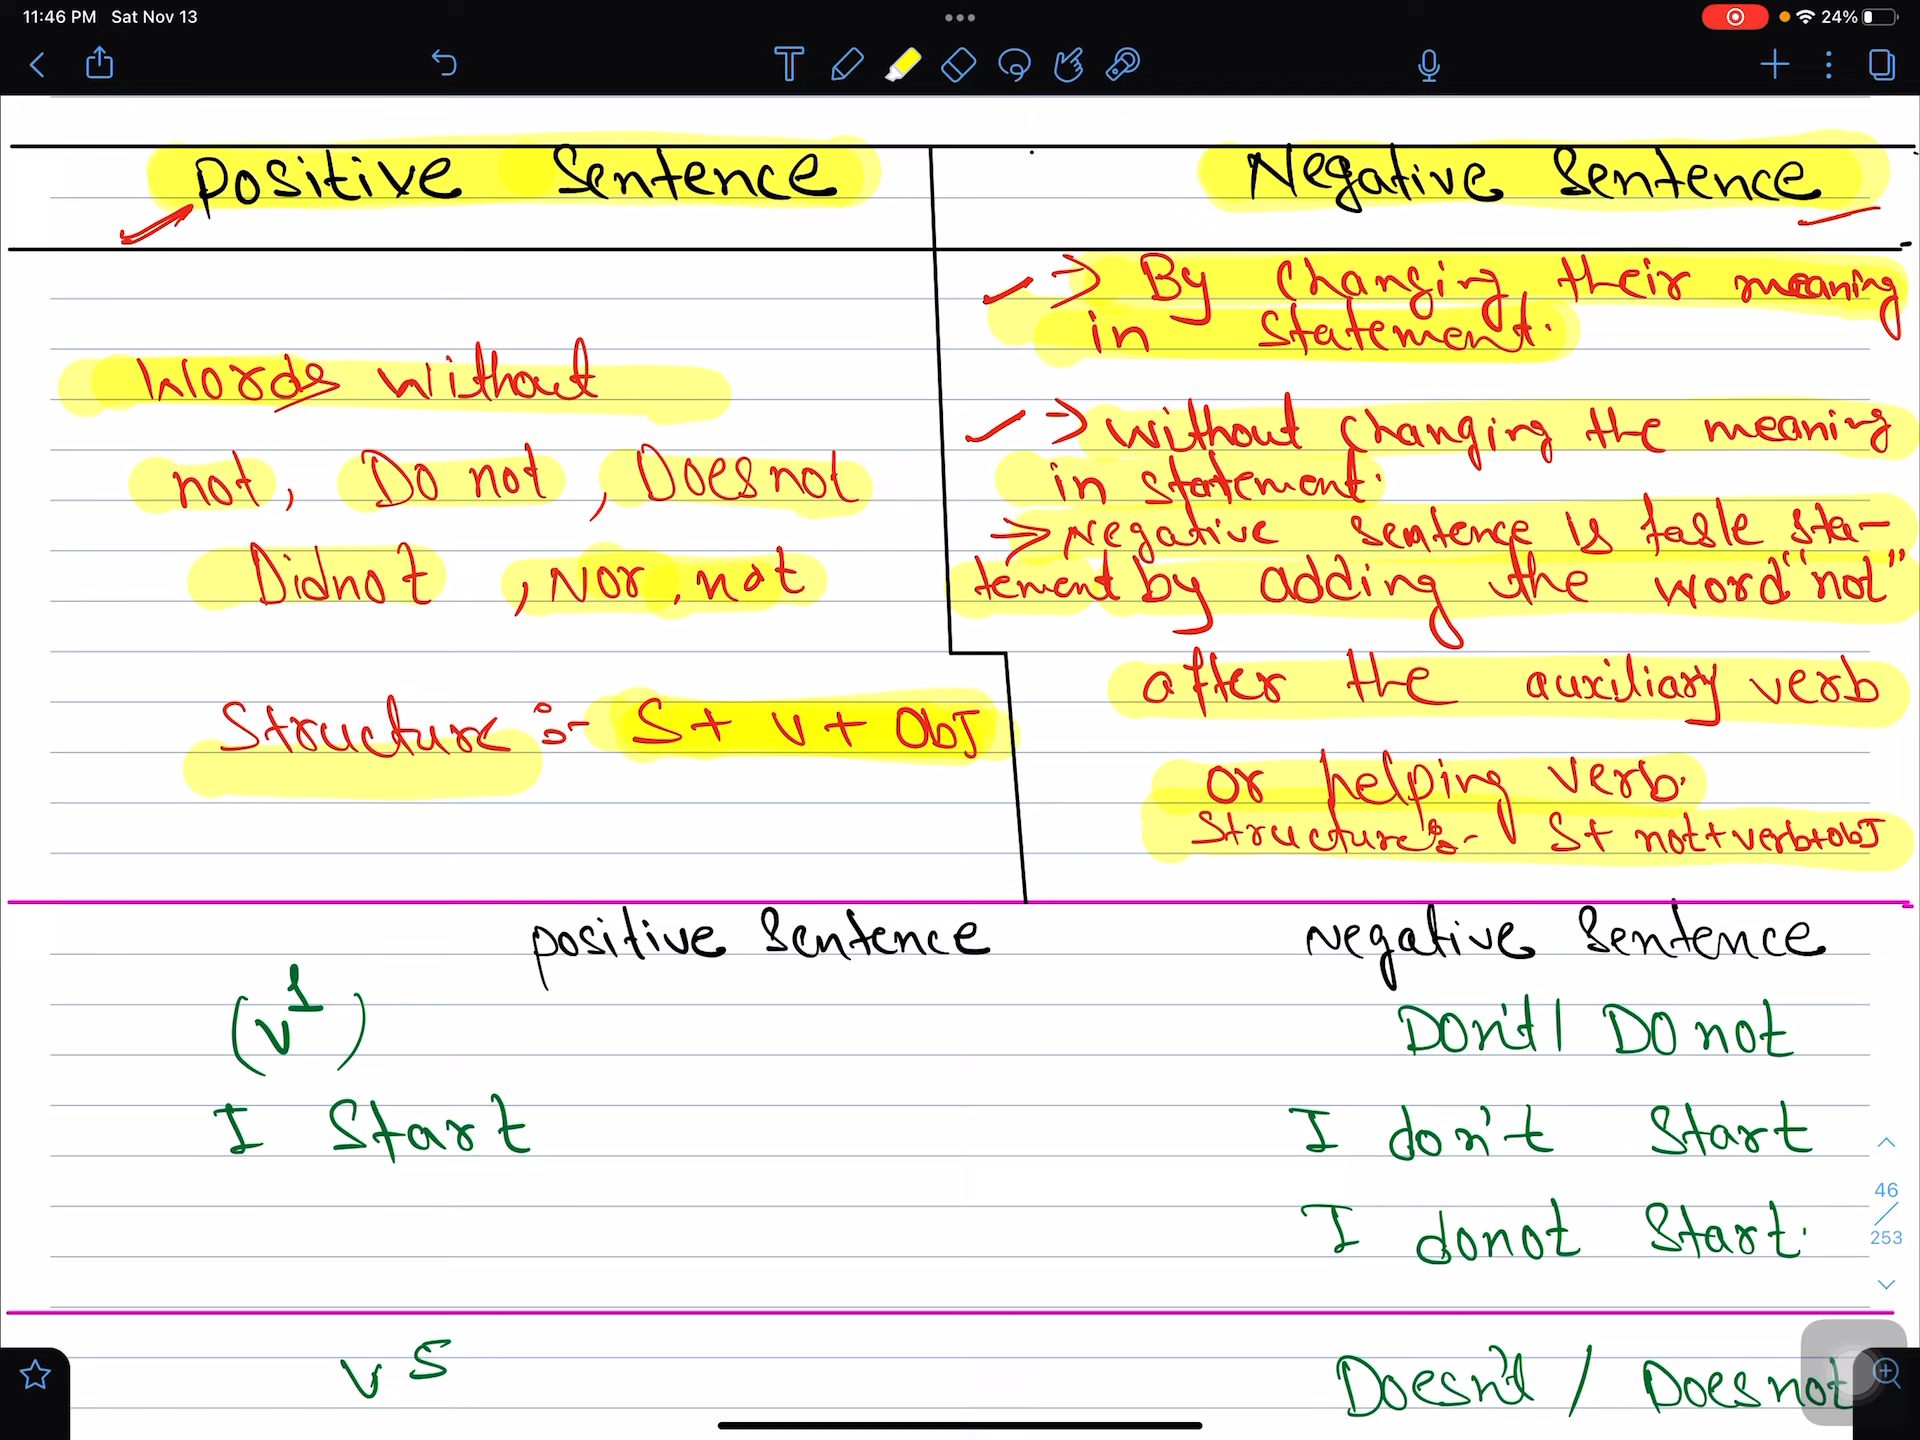 11:46 PM Sat Nov 13
24%
positive Sentence
Negative Sentence
→ By changing their meaning
in statement.
Words without
→ without changing the meaning
in statement.
not, Do not, Does not
→ Negative sentence is fasle sta-
tement by adding the word "not"
Didnot, Nor, not
after the auxiliary verb
Structure :- S + V + Obj
or helping verb.
Structure :- S + not + verb + obJ
positive Sentence
negative Sentence
(v1)
Don't / Do not
I Start
I don't Start
46
253
I donot Start.
v s
Doesn't / Does not